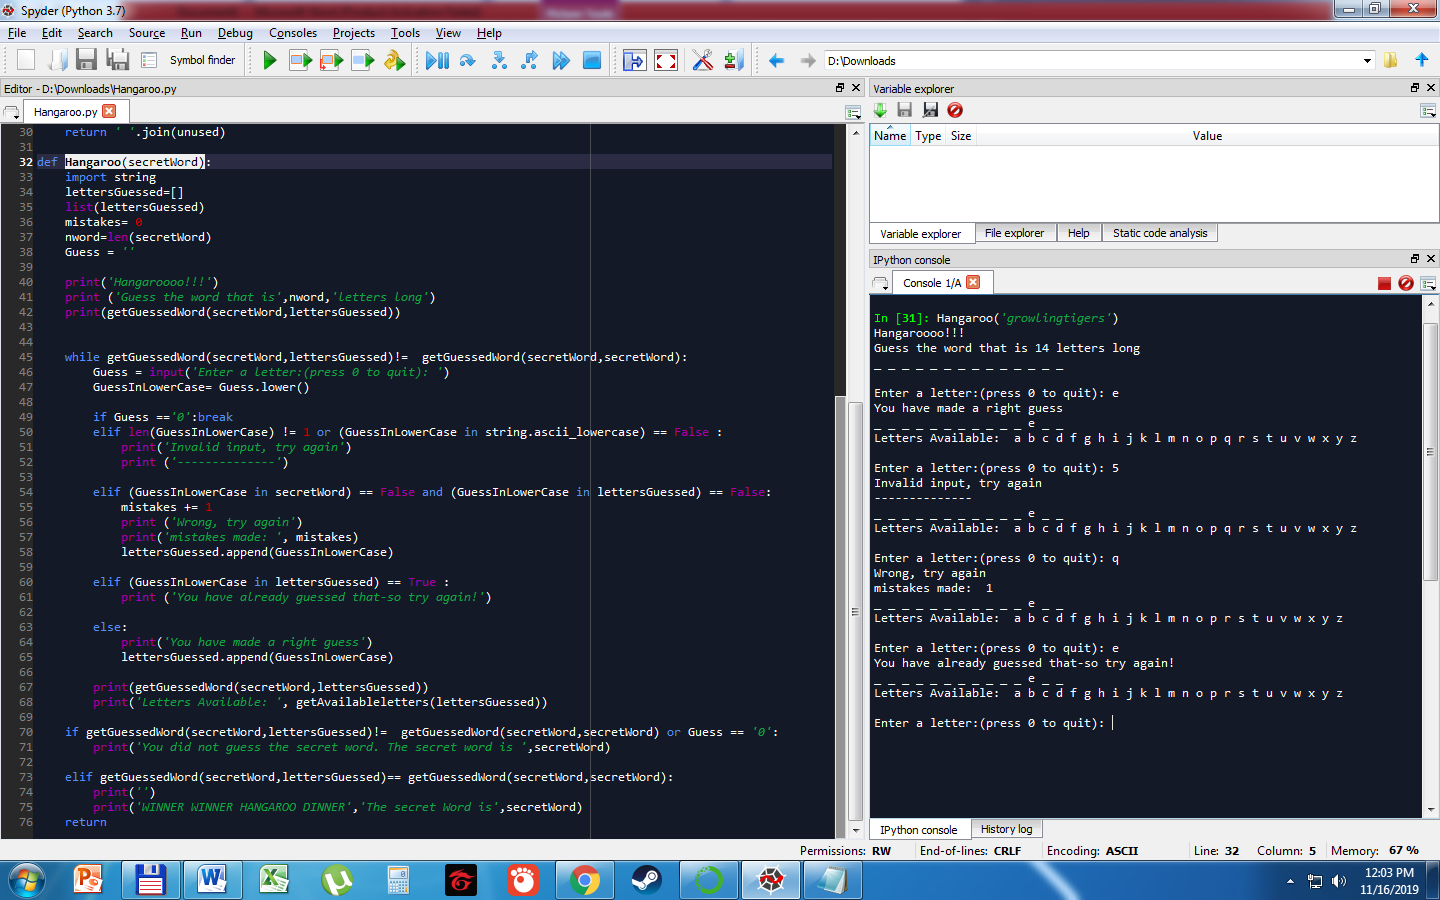 Spyder (Python 3.7)
File Edit Search Source Run Debug Consoles Projects Tools View Help
Symbol finder
D:\Downloads
Editor - D:\Downloads\Hangaroo.py
Hangaroo.py
30 return ' '.join(unused)
31
32 def Hangaroo(secretWord):
33 import string
34 lettersGuessed=[]
35 list(lettersGuessed)
36 mistakes= 0
37 nword=len(secretWord)
38 Guess = ''
39
40 print('Hangaroooo!!!')
41 print ('Guess the word that is',nword,'letters long')
42 print(getGuessedWord(secretWord,lettersGuessed))
43
44
45 while getGuessedWord(secretWord,lettersGuessed)!=  getGuessedWord(secretWord,secretWord):
46 Guess = input('Enter a letter:(press 0 to quit): ')
47 GuessInLowerCase= Guess.lower()
48
49 if Guess =='0':break
50 elif len(GuessInLowerCase) != 1 or (GuessInLowerCase in string.ascii_lowercase) == False :
51 print('Invalid input, try again')
52 print ('--------------')
53
54 elif (GuessInLowerCase in secretWord) == False and (GuessInLowerCase in lettersGuessed) == False:
55 mistakes += 1
56 print ('Wrong, try again')
57 print('mistakes made: ', mistakes)
58 lettersGuessed.append(GuessInLowerCase)
59
60 elif (GuessInLowerCase in lettersGuessed) == True :
61 print ('You have already guessed that-so try again!')
62
63 else:
64 print('You have made a right guess')
65 lettersGuessed.append(GuessInLowerCase)
66
67 print(getGuessedWord(secretWord,lettersGuessed))
68 print('Letters Available: ', getAvailableletters(lettersGuessed))
69
70 if getGuessedWord(secretWord,lettersGuessed)!=  getGuessedWord(secretWord,secretWord) or Guess == '0':
71 print('You did not guess the secret word. The secret word is ',secretWord)
72
73 elif getGuessedWord(secretWord,lettersGuessed)== getGuessedWord(secretWord,secretWord):
74 print('')
75 print('WINNER WINNER HANGAROO DINNER','The secret Word is',secretWord)
76 return
Variable explorer
Name Type Size Value
Variable explorer File explorer Help Static code analysis
IPython console
Console 1/A
In [31]: Hangaroo('growlingtigers')
Hangaroooo!!!
Guess the word that is 14 letters long
_ _ _ _ _ _ _ _ _ _ _ _ _ _
Enter a letter:(press 0 to quit): e
You have made a right guess
_ _ _ _ _ _ _ _ _ _ _ e _ _
Letters Available:  a b c d f g h i j k l m n o p q r s t u v w x y z
Enter a letter:(press 0 to quit): 5
Invalid input, try again
--------------
_ _ _ _ _ _ _ _ _ _ _ e _ _
Letters Available:  a b c d f g h i j k l m n o p q r s t u v w x y z
Enter a letter:(press 0 to quit): q
Wrong, try again
mistakes made:  1
_ _ _ _ _ _ _ _ _ _ _ e _ _
Letters Available:  a b c d f g h i j k l m n o p r s t u v w x y z
Enter a letter:(press 0 to quit): e
You have already guessed that-so try again!
_ _ _ _ _ _ _ _ _ _ _ e _ _
Letters Available:  a b c d f g h i j k l m n o p r s t u v w x y z
Enter a letter:(press 0 to quit):
IPython console History log
Permissions: RW End-of-lines: CRLF Encoding: ASCII Line: 32 Column: 5 Memory: 67 %
12:03 PM
11/16/2019